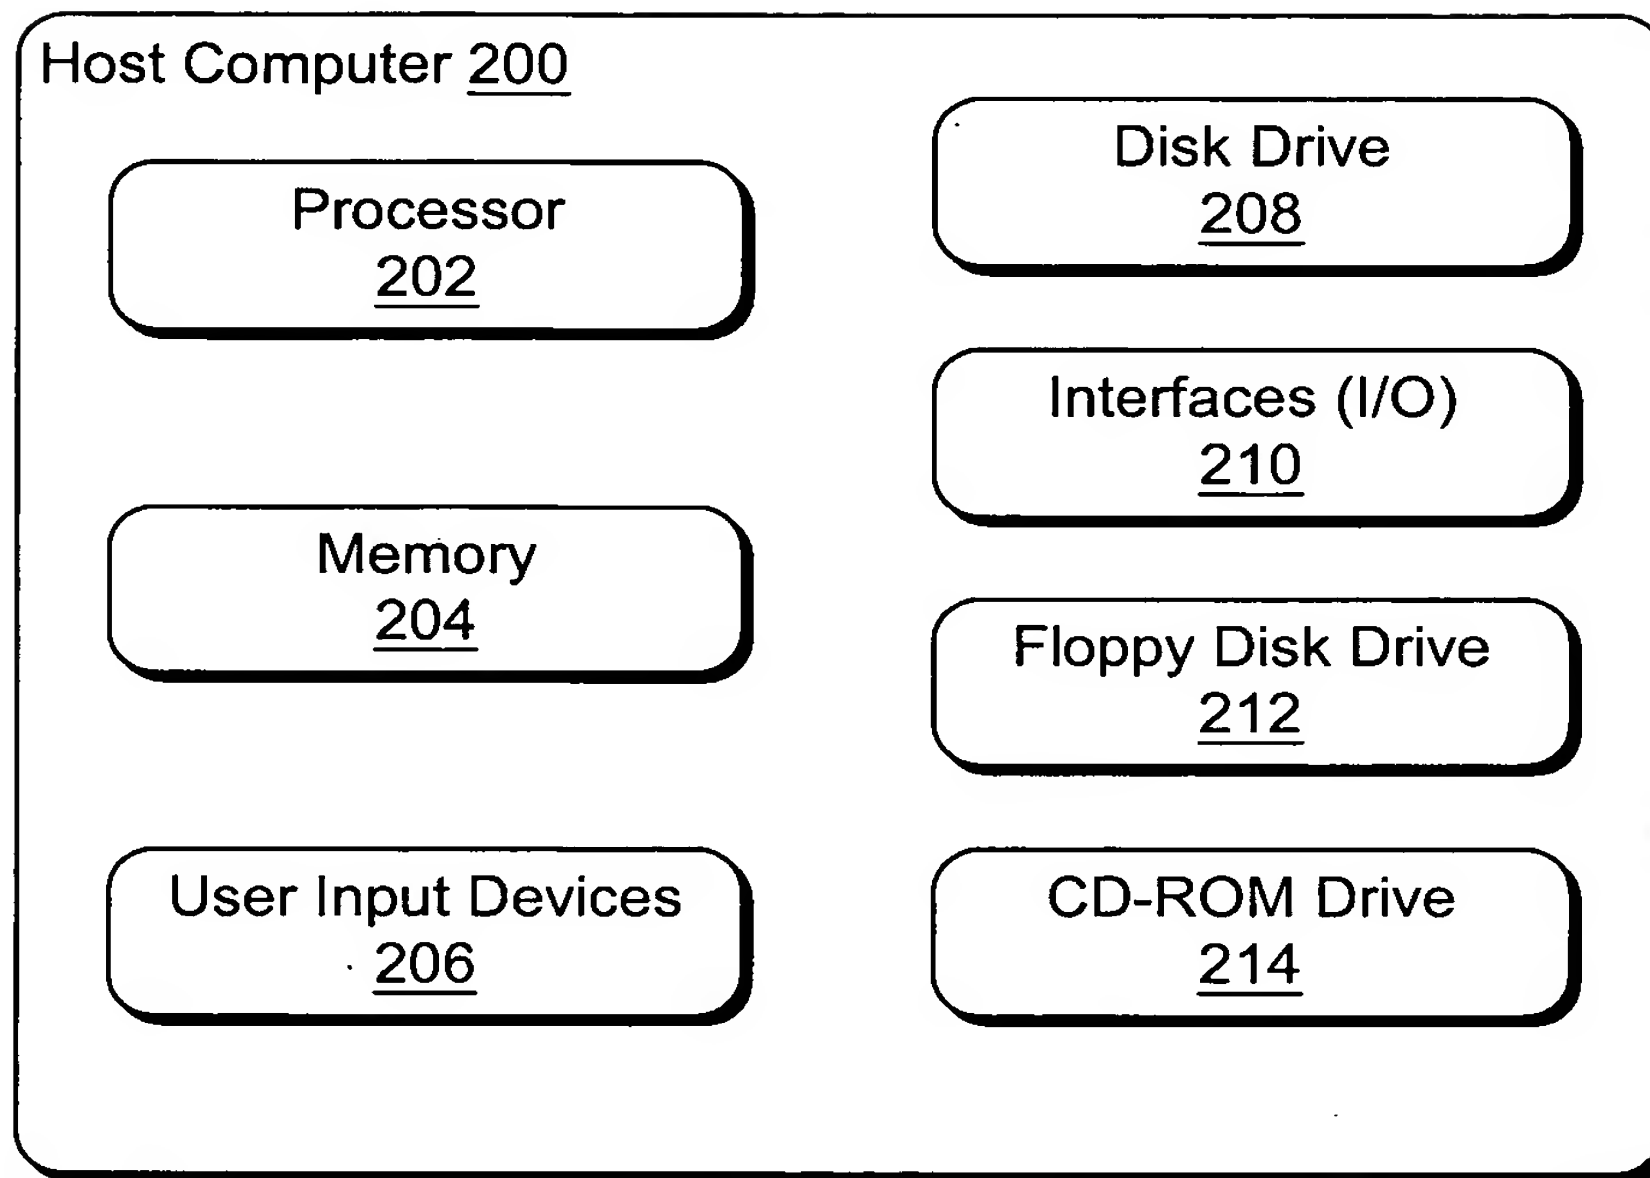 Host Computer 200
Processor
202
Memory
204
User Input Devices
206
Disk Drive
208
Interfaces (I/O)
210
Floppy Disk Drive
212
CD-ROM Drive
214